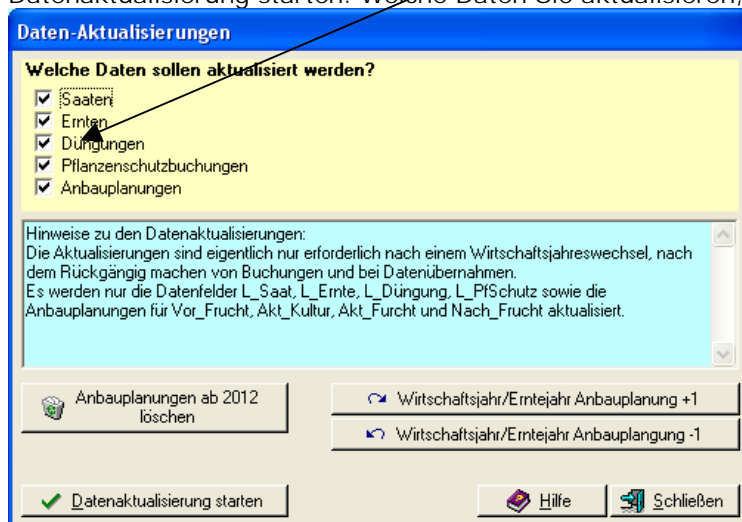 Datenaktualisierung starten. Welche Daten Sie aktualisieren,
Daten-Aktualisierungen
Welche Daten sollen aktualisiert werden?
Saaten
Ernten
Düngungen
Pflanzenschutzbuchungen
Anbauplanungen
Hinweise zu den Datenaktualisierungen:
Die Aktualisierungen sind eigentlich nur erforderlich nach einem Wirtschaftsjahreswechsel, nach
dem Rückgängig machen von Buchungen und bei Datenübernahmen.
Es werden nur die Datenfelder L_Saat, L_Ernte, L_Düngung, L_PfSchutz sowie die
Anbauplanungen für Vor_Frucht, Akt_Kultur, Akt_Furcht und Nach_Frucht aktualisiert.
Anbauplanungen ab 2012
löschen
Wirtschaftsjahr/Erntejahr Anbauplanung +1
Wirtschaftsjahr/Erntejahr Anbauplangung -1
Datenaktualisierung starten
Hilfe
Schließen